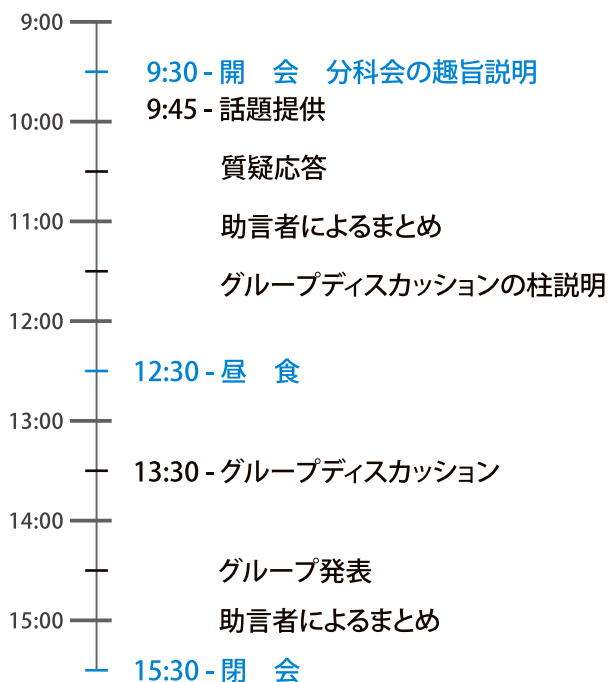 9:00
9:30 - 開　会　分科会の趣旨説明
9:45 - 話題提供
10:00
質疑応答
11:00
助言者によるまとめ
グループディスカッションの柱説明
12:00
12:30 - 昼　食
13:00
13:30 - グループディスカッション
14:00
グループ発表
15:00
助言者によるまとめ
15:30 - 閉　会